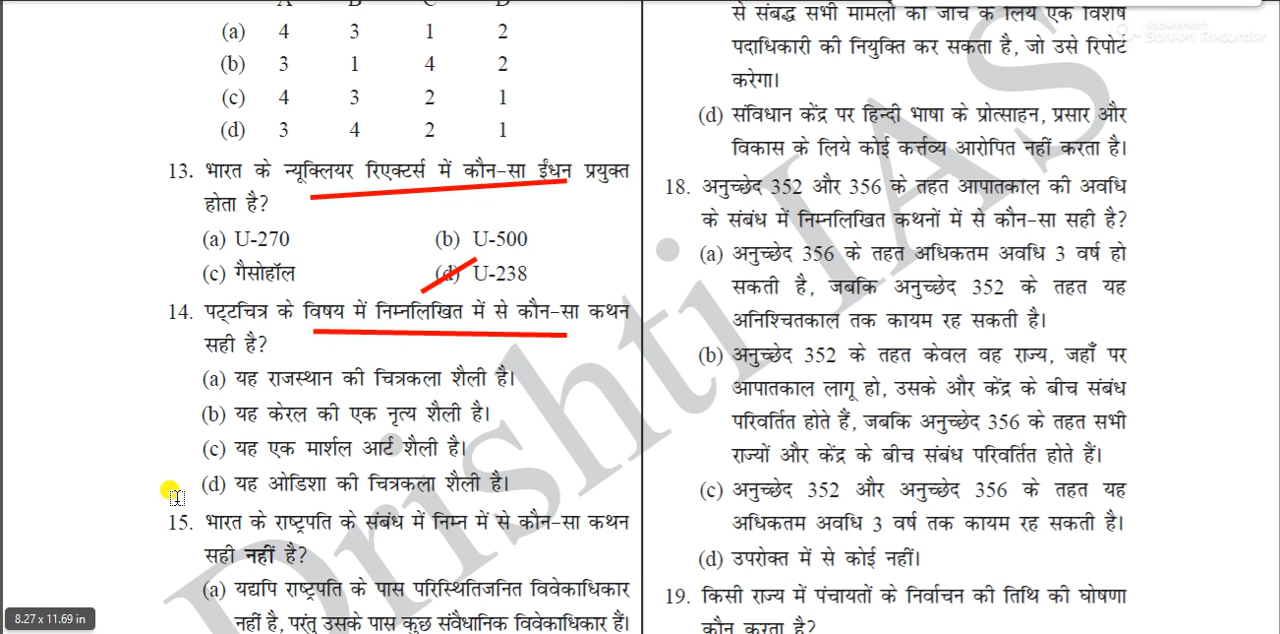 A B C D
(a) 4 3 1 2
(b) 3 1 4 2
(c) 4 3 2 1
(d) 3 4 2 1
13. भारत के न्यूक्लियर रिएक्टर्स में कौन-सा ईंधन प्रयुक्त
होता है?
(a) U-270 (b) U-500
(c) गैसोहॉल (d) U-238
14. पट्टचित्र के विषय में निम्नलिखित में से कौन-सा कथन
सही है?
(a) यह राजस्थान की चित्रकला शैली है।
(b) यह केरल की एक नृत्य शैली है।
(c) यह एक मार्शल आर्ट शैली है।
(d) यह ओडिशा की चित्रकला शैली है।
15. भारत के राष्ट्रपति के संबंध में निम्न में से कौन-सा कथन
सही नहीं है?
(a) यद्यपि राष्ट्रपति के पास परिस्थितिजनित विवेकाधिकार
नहीं है, परंतु उसके पास कुछ संवैधानिक विवेकाधिकार हैं।
8.27 x 11.69 in
से संबद्ध सभी मामलों की जाँच के लिये एक विशेष
पदाधिकारी की नियुक्ति कर सकता है, जो उसे रिपोर्ट
करेगा।
(d) संविधान केंद्र पर हिन्दी भाषा के प्रोत्साहन, प्रसार और
विकास के लिये कोई कर्त्तव्य आरोपित नहीं करता है।
18. अनुच्छेद 352 और 356 के तहत आपातकाल की अवधि
के संबंध में निम्नलिखित कथनों में से कौन-सा सही है?
(a) अनुच्छेद 356 के तहत अधिकतम अवधि 3 वर्ष हो
सकती है, जबकि अनुच्छेद 352 के तहत यह
अनिश्चितकाल तक कायम रह सकती है।
(b) अनुच्छेद 352 के तहत केवल वह राज्य, जहाँ पर
आपातकाल लागू हो, उसके और केंद्र के बीच संबंध
परिवर्तित होते हैं, जबकि अनुच्छेद 356 के तहत सभी
राज्यों और केंद्र के बीच संबंध परिवर्तित होते हैं।
(c) अनुच्छेद 352 और अनुच्छेद 356 के तहत यह
अधिकतम अवधि 3 वर्ष तक कायम रह सकती है।
(d) उपरोक्त में से कोई नहीं।
19. किसी राज्य में पंचायतों के निर्वाचन की तिथि की घोषणा
कौन करता है?
Drishti IAS
Apowersoft
Screen Recorder